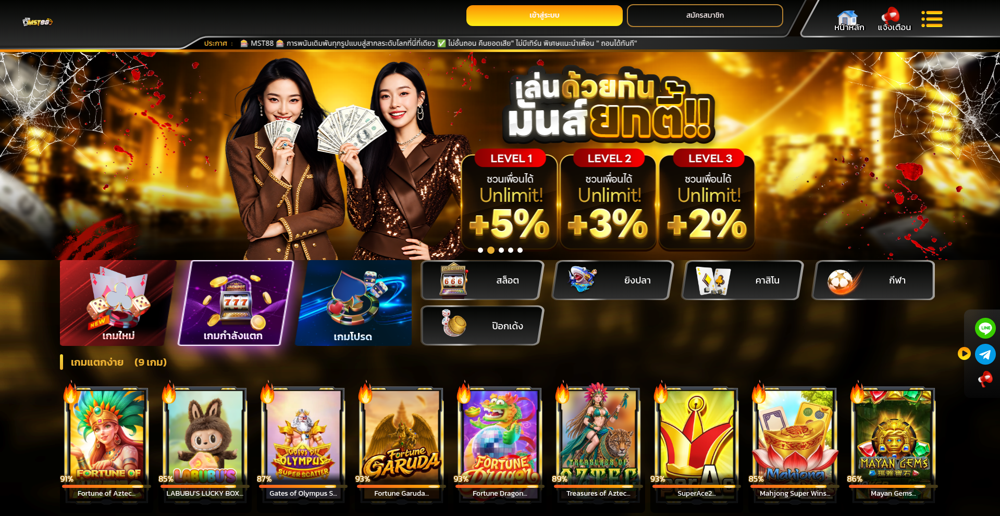 MST88
เข้าสู่ระบบ
สมัครสมาชิก
หน้าหลัก
แจ้งเตือน
ประกาศ : 🎰 MST88 🎰 การพนันเดิมพันทุกรูปแบบสู่สากลระดับโลกที่นี่ที่เดียว ✅ ไม่อั้นถอน คืนยอดเสีย" ไม่มีเทิร์น พิเศษแนะนำเพื่อน " ถอนได้ทันที"
เล่นด้วยกัน
มันส์ยกตี้!!
LEVEL 1
ชวนเพื่อนได้
Unlimit!
+5%
LEVEL 2
ชวนเพื่อนได้
Unlimit!
+3%
LEVEL 3
ชวนเพื่อนได้
Unlimit!
+2%
NEW
เกมใหม่
JACKPOT
777
เกมกำลังแตก
เกมโปรด
666
สล็อต
ยิงปลา
คาสิโน
กีฬา
ป๊อกเด้ง
LINE
เกมแตกง่าย (9 เกม)
FORTUNE OF
91%
Fortune of Aztec...
LABUBU'S
85%
LABUBU'S LUCKY BOX...
Gates of
OLYMPUS
SUPER SCATTER
87%
Gates of Olympus S...
Fortune
GARUDA
93%
Fortune Garuda...
FORTUNE
Dragon
93%
Fortune Dragon...
TREASURES OF
AZTEC
89%
Treasures of Aztec...
93%
SuperAce2...
Mahjong
85%
Mahjong Super Wins...
MAYAN GEMS
瑪雅寶石
86%
Mayan Gems...